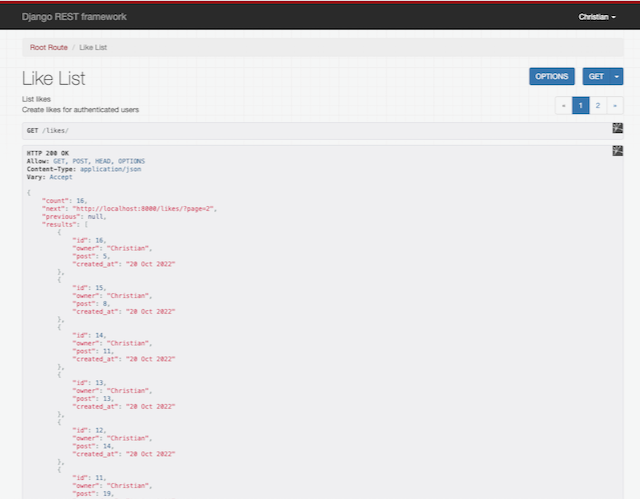 Django REST framework
Christian
Root Route / Like List
Like List
OPTIONS
GET
List likes
Create likes for authenticated users
« 1 2 »
GET /likes/
HTTP 200 OK
Allow: GET, POST, HEAD, OPTIONS
Content-Type: application/json
Vary: Accept
{
"count": 16,
"next": "http://localhost:8000/likes/?page=2",
"previous": null,
"results": [
{
"id": 16,
"owner": "Christian",
"post": 5,
"created_at": "20 Oct 2022"
},
{
"id": 15,
"owner": "Christian",
"post": 8,
"created_at": "20 Oct 2022"
},
{
"id": 14,
"owner": "Christian",
"post": 11,
"created_at": "20 Oct 2022"
},
{
"id": 13,
"owner": "Christian",
"post": 13,
"created_at": "20 Oct 2022"
},
{
"id": 12,
"owner": "Christian",
"post": 14,
"created_at": "20 Oct 2022"
},
{
"id": 11,
"owner": "Christian",
"post": 19,